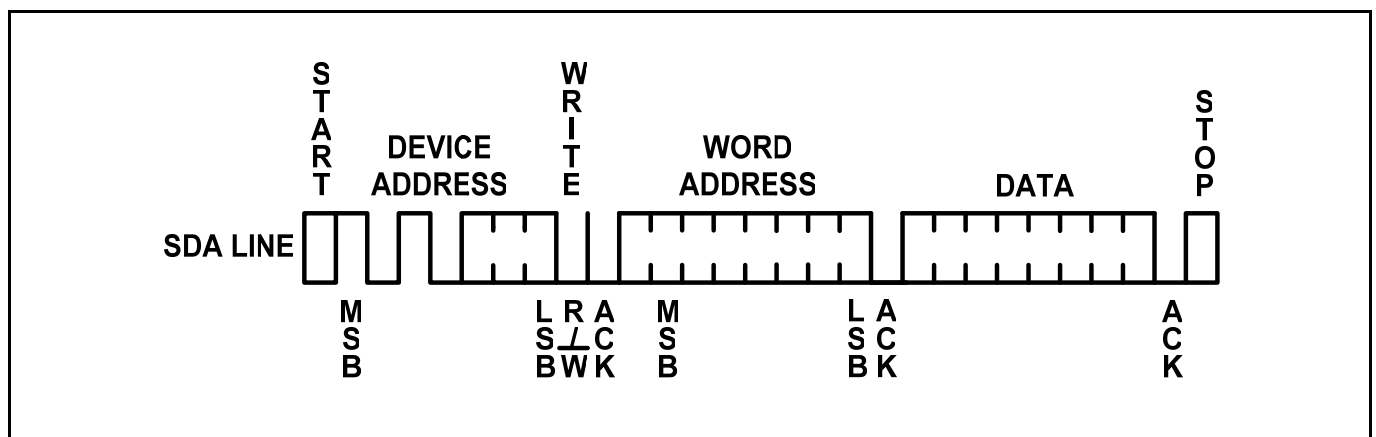 START
WRITE
STOP
DEVICE
ADDRESS
WORD
ADDRESS
DATA
SDA LINE
MSB
LSB
R/W
ACK
MSB
LSB
ACK
ACK